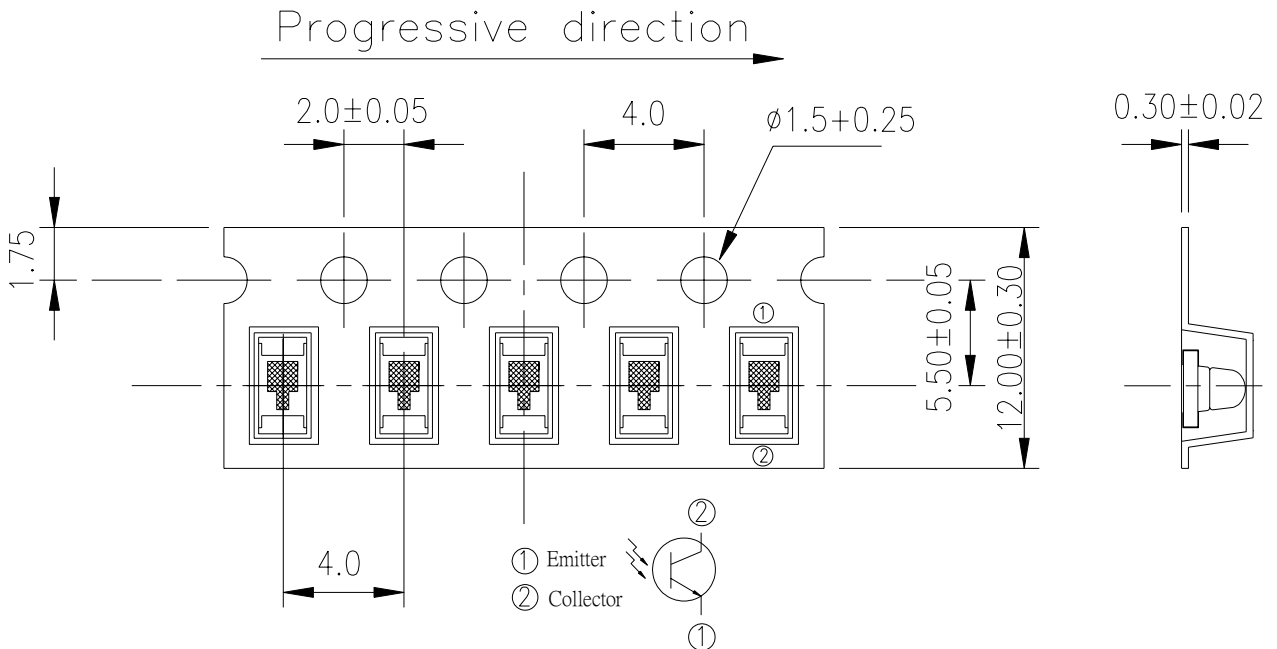 Progressive direction
2.0±0.05
4.0
ø1.5+0.25
0.30±0.02
1.75
5.50±0.05
12.00±0.30
①
②
4.0
① Emitter
② Collector
②
①